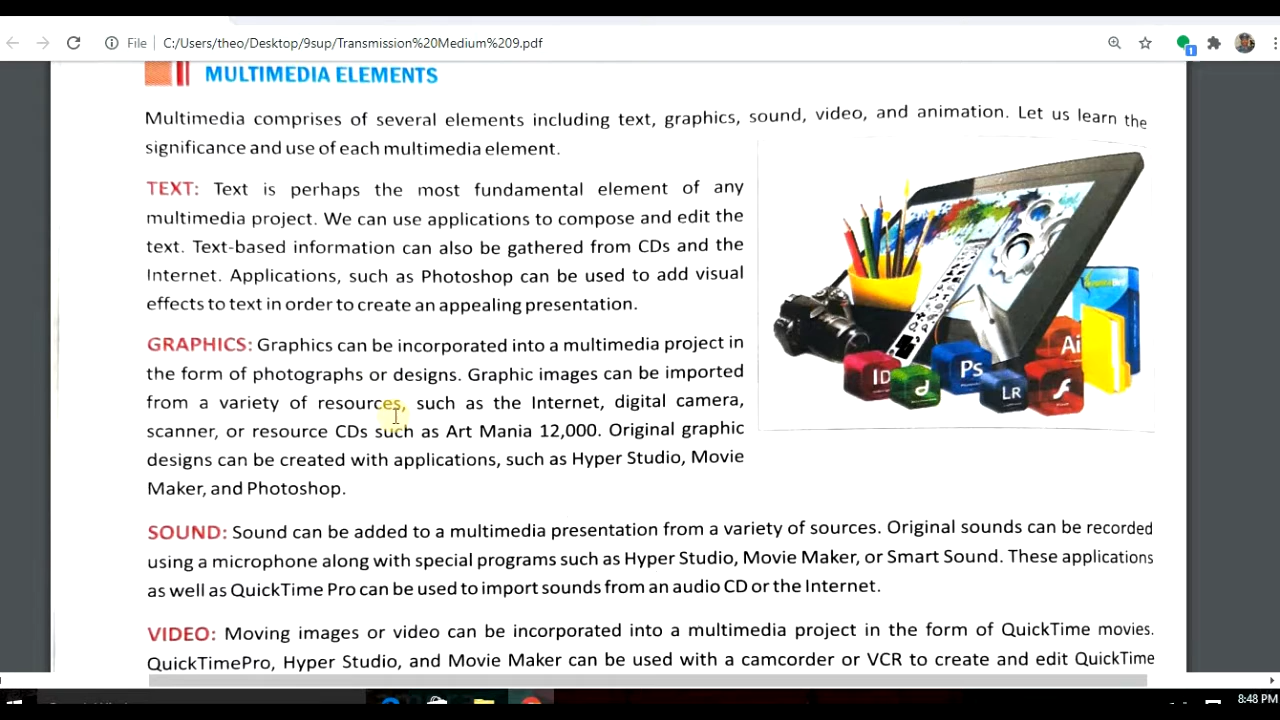 File
C:/Users/theo/Desktop/9sup/Transmission%20Medium%209.pdf
1
MULTIMEDIA ELEMENTS
Multimedia comprises of several elements including text, graphics, sound, video, and animation. Let us learn the
significance and use of each multimedia element.
TEXT: Text is perhaps the most fundamental element of any
multimedia project. We can use applications to compose and edit the
text. Text-based information can also be gathered from CDs and the
Internet. Applications, such as Photoshop can be used to add visual
effects to text in order to create an appealing presentation.
ID
d
Ps
LR
Ai
GRAPHICS: Graphics can be incorporated into a multimedia project in
the form of photographs or designs. Graphic images can be imported
from a variety of resources, such as the Internet, digital camera,
scanner, or resource CDs such as Art Mania 12,000. Original graphic
designs can be created with applications, such as Hyper Studio, Movie
Maker, and Photoshop.
SOUND: Sound can be added to a multimedia presentation from a variety of sources. Original sounds can be recorded
using a microphone along with special programs such as Hyper Studio, Movie Maker, or Smart Sound. These applications
as well as QuickTime Pro can be used to import sounds from an audio CD or the Internet.
VIDEO: Moving images or video can be incorporated into a multimedia project in the form of QuickTime movies.
QuickTimePro, Hyper Studio, and Movie Maker can be used with a camcorder or VCR to create and edit QuickTime
8:48 PM